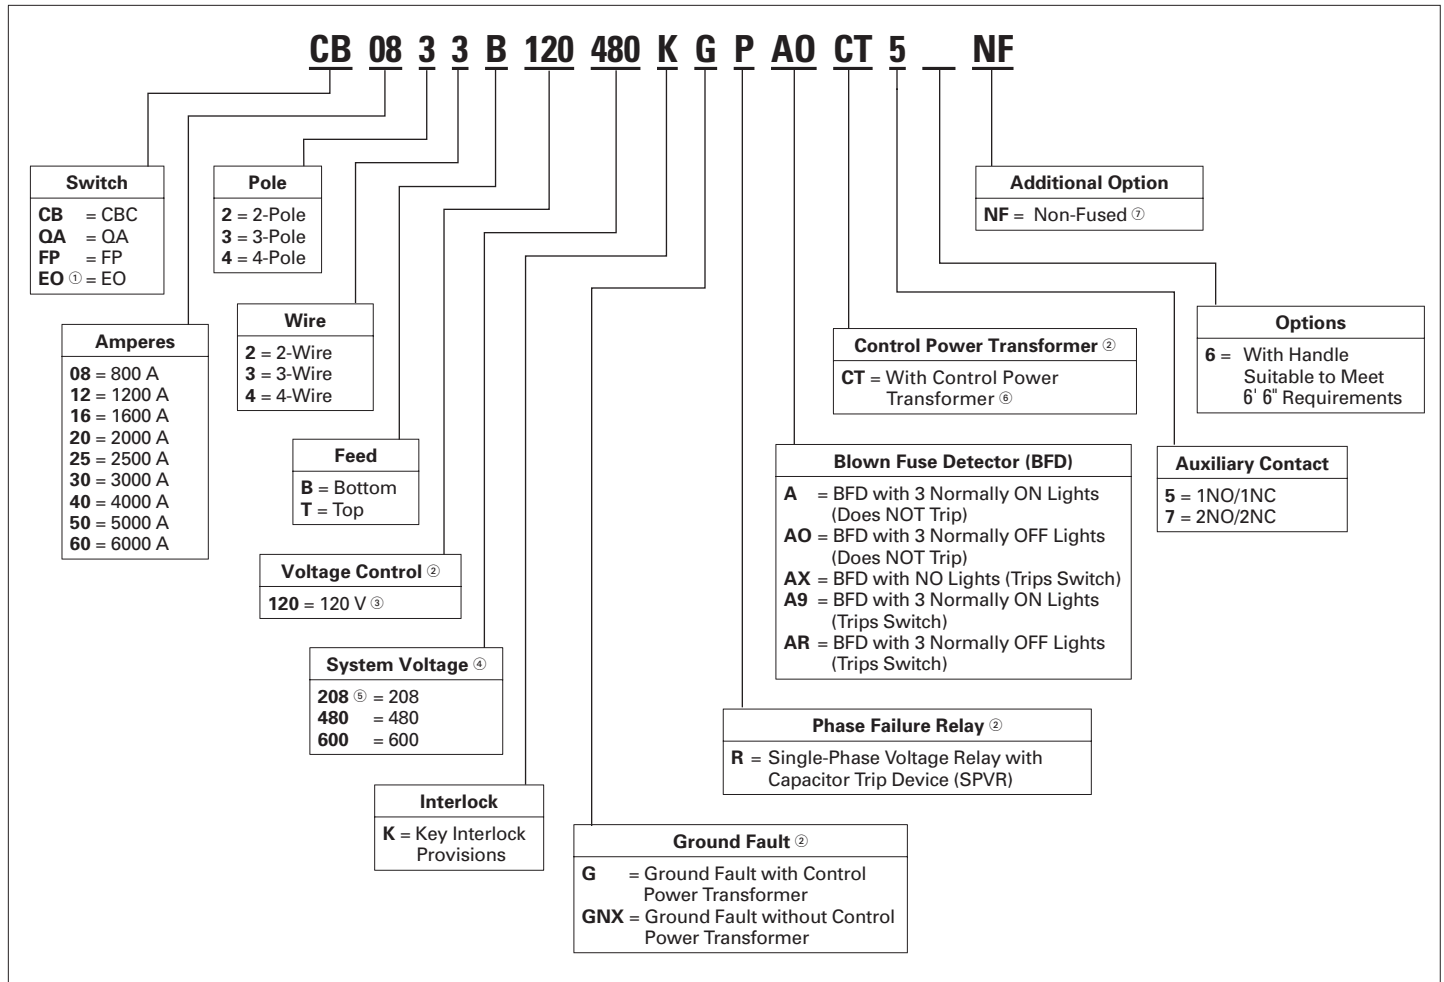 CB 08 3 3 B 120 480 K G P AO CT 5 NF
Switch
CB = CBC
QA = QA
FP = FP
EO ① = EO
Pole
2 = 2-Pole
3 = 3-Pole
4 = 4-Pole
Additional Option
NF = Non-Fused ⑦
Amperes
08 = 800 A
12 = 1200 A
16 = 1600 A
20 = 2000 A
25 = 2500 A
30 = 3000 A
40 = 4000 A
50 = 5000 A
60 = 6000 A
Wire
2 = 2-Wire
3 = 3-Wire
4 = 4-Wire
Options
6 = With Handle
Suitable to Meet
6' 6" Requirements
Control Power Transformer ②
CT = With Control Power
Transformer ⑥
Feed
B = Bottom
T = Top
Blown Fuse Detector (BFD)
A = BFD with 3 Normally ON Lights
(Does NOT Trip)
AO = BFD with 3 Normally OFF Lights
(Does NOT Trip)
AX = BFD with NO Lights (Trips Switch)
A9 = BFD with 3 Normally ON Lights
(Trips Switch)
AR = BFD with 3 Normally OFF Lights
(Trips Switch)
Auxiliary Contact
5 = 1NO/1NC
7 = 2NO/2NC
Voltage Control ②
120 = 120 V ③
System Voltage ④
208 ⑤ = 208
480 = 480
600 = 600
Phase Failure Relay ②
R = Single-Phase Voltage Relay with
Capacitor Trip Device (SPVR)
Interlock
K = Key Interlock
Provisions
Ground Fault ②
G = Ground Fault with Control
Power Transformer
GNX = Ground Fault without Control
Power Transformer